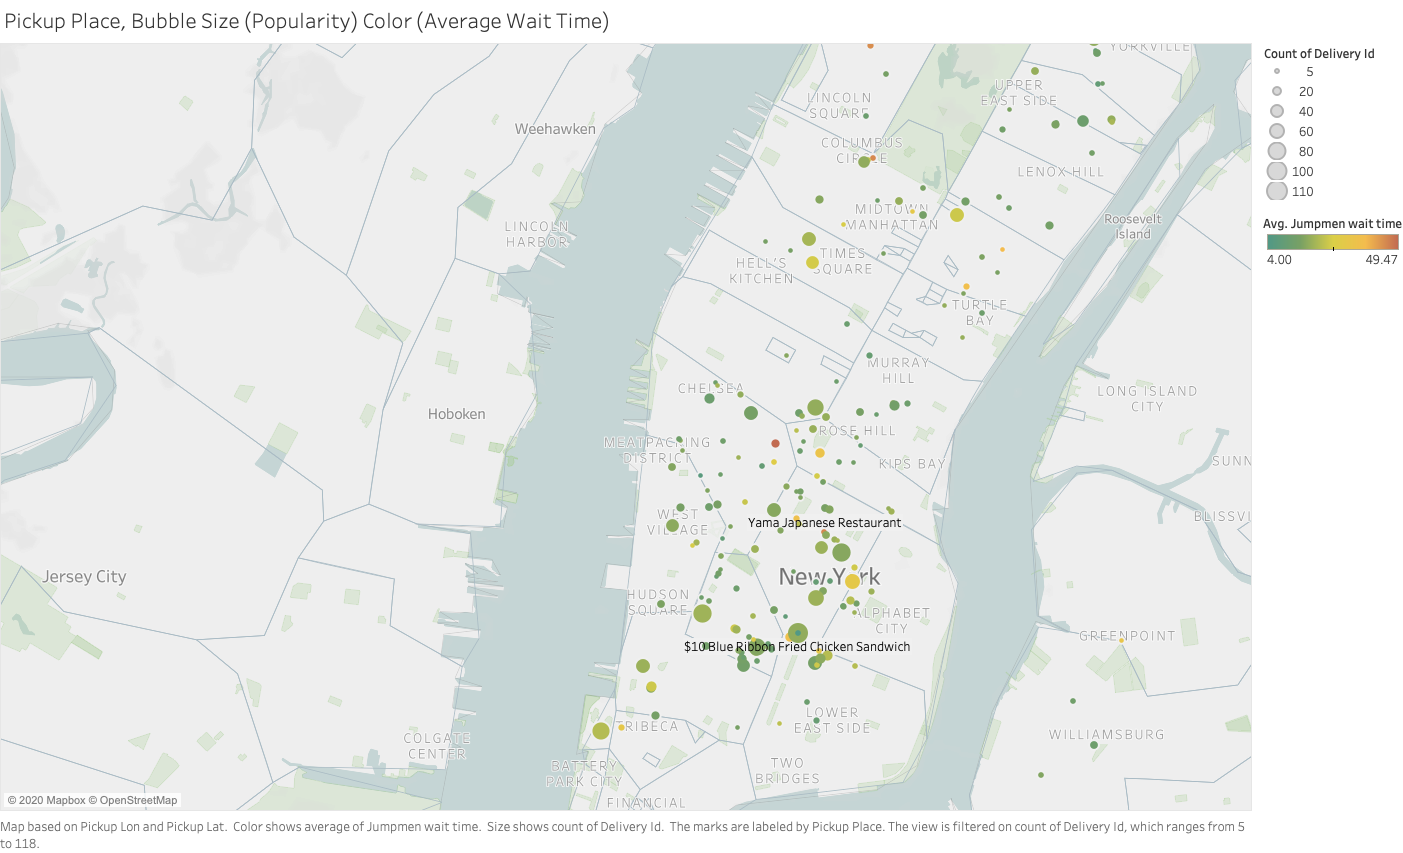 Pickup Place, Bubble Size (Popularity) Color (Average Wait Time)
Count of Delivery Id
5
20
40
60
80
100
110
Avg. Jumpmen wait time
4.00 49.47
YORKVILLE
UPPER
EAST SIDE
LINCOLN
SQUARE
Weehawken
COLUMBUS
CIRCLE
LENOX HILL
MIDTOWN
MANHATTAN
Roosevelt
Island
LINCOLN
HARBOR
TIMES
SQUARE
HELL'S
KITCHEN
TURTLE
BAY
MURRAY
HILL
CHELSEA
LONG ISLAND
CITY
Hoboken
ROSE HILL
MEATPACKING
DISTRICT
KIPS BAY
SUNN
WEST
VILLAGE
Yama Japanese Restaurant
BLISSVI
Jersey City
New York
HUDSON
SQUARE
ALPHABET
CITY
GREENPOINT
$10 Blue Ribbon Fried Chicken Sandwich
LOWER
EAST SIDE
TRIBECA
WILLIAMSBURG
COLGATE
CENTER
BATTERY
PARK CITY
TWO
BRIDGES
FINANCIAL
© 2020 Mapbox © OpenStreetMap
Map based on Pickup Lon and Pickup Lat. Color shows average of Jumpmen wait time. Size shows count of Delivery Id. The marks are labeled by Pickup Place. The view is filtered on count of Delivery Id, which ranges from 5
to 118.